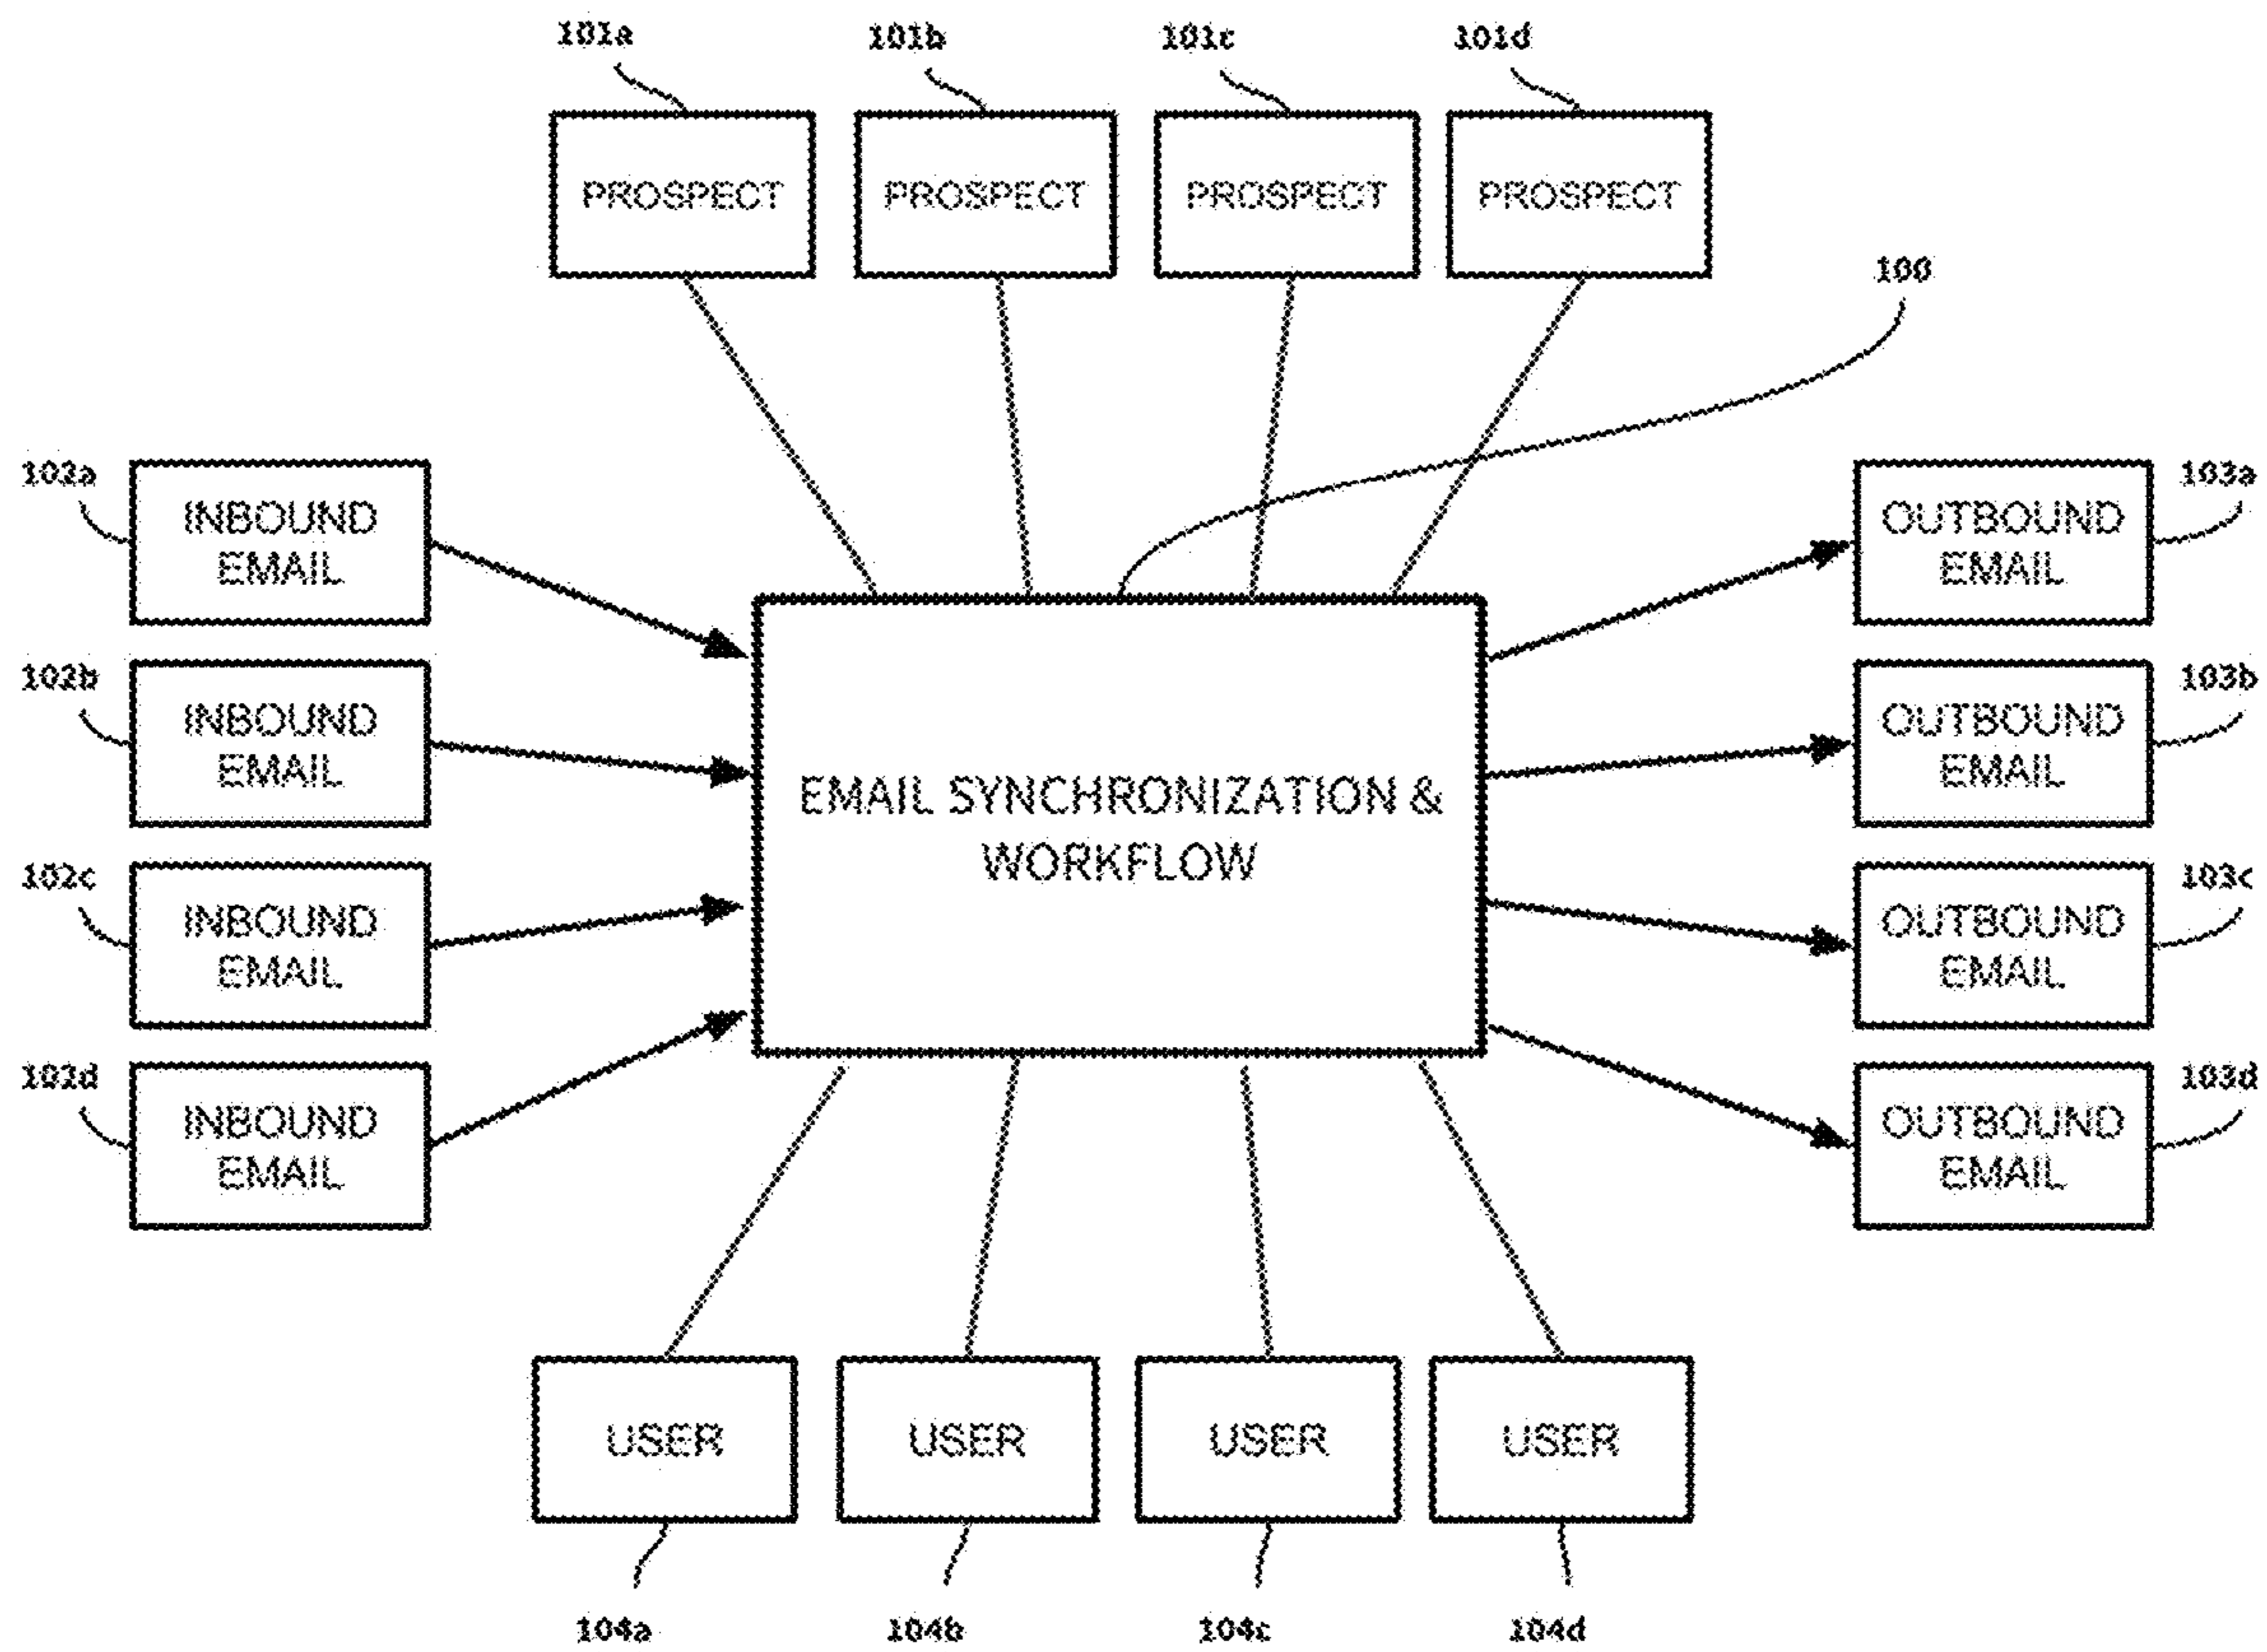 101a
101b
101c
101d
PROSPECT
PROSPECT
PROSPECT
PROSPECT
100
102a
INBOUND
EMAIL
102b
INBOUND
EMAIL
102c
INBOUND
EMAIL
102d
INBOUND
EMAIL
EMAIL SYNCHRONIZATION &
WORKFLOW
103a
OUTBOUND
EMAIL
103b
OUTBOUND
EMAIL
103c
OUTBOUND
EMAIL
103d
OUTBOUND
EMAIL
USER
USER
USER
USER
104a
104b
104c
104d